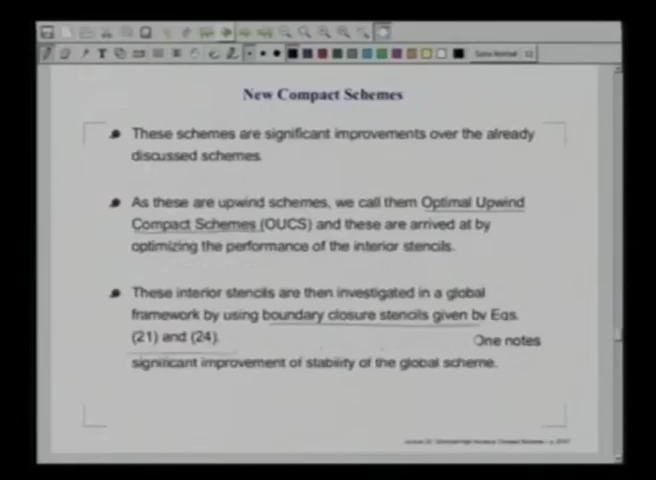 New Compact Schemes
These schemes are significant improvements over the already
discussed schemes.
As these are upwind schemes, we call them Optimal Upwind
Compact Schemes (OUCS) and these are arrived at by
optimizing the performance of the interior stencils.
These interior stencils are then investigated in a global
framework by using boundary closure stencils given by Eqs.
(21) and (24).
One notes
significant improvement of stability of the global scheme.